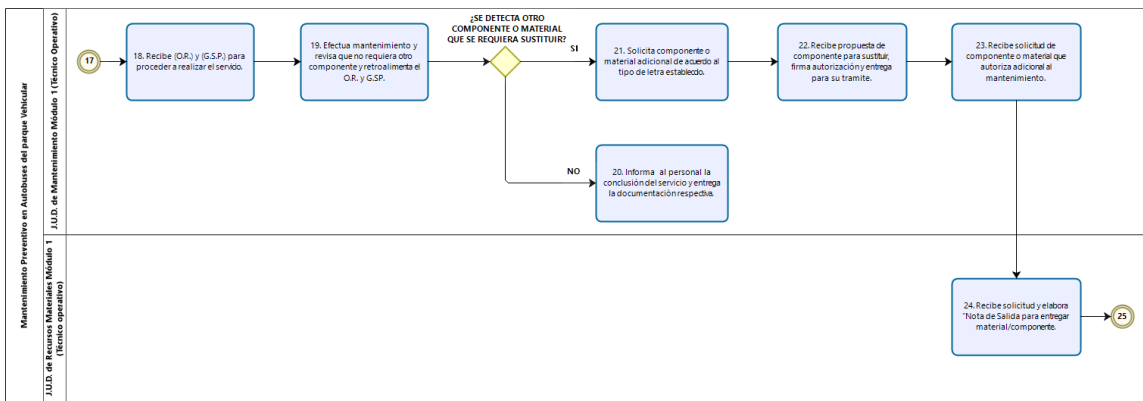 Mantenimiento Preventivo en Autobuses del parque Vehicular
J.U.D. de Mantenimiento Módulo 1 (Técnico Operativo)
17
18. Recibe (O.R.) y (G.S.P.) para
proceder a realizar el servicio.
19. Efectua mantenimiento y
revisa que no requiera otro
componente y retroalimenta el
O.R. y G.SP.
¿SE DETECTA OTRO
COMPONENTE O MATERIAL
QUE SE REQUIERA SUSTITUIR?
SI
21. Solicita componente o
material adicional de acuerdo al
tipo de letra establecdo.
22. Recibe propuesta de
componente para sustituir,
firma autorización y entrega
para su tramite.
23. Recibe solicitud de
componente o material que
autoriza adicional al
mantenimiento.
NO
20. Informa al personal la
conclusión del servicio y entrega
la documentación respectiva.
J.U.D. de Recursos Materiales Módulo 1
(Técnico operativo)
24. Recibe solicitud y elabora
"Nota de Salida para entregar
material/componente.
25